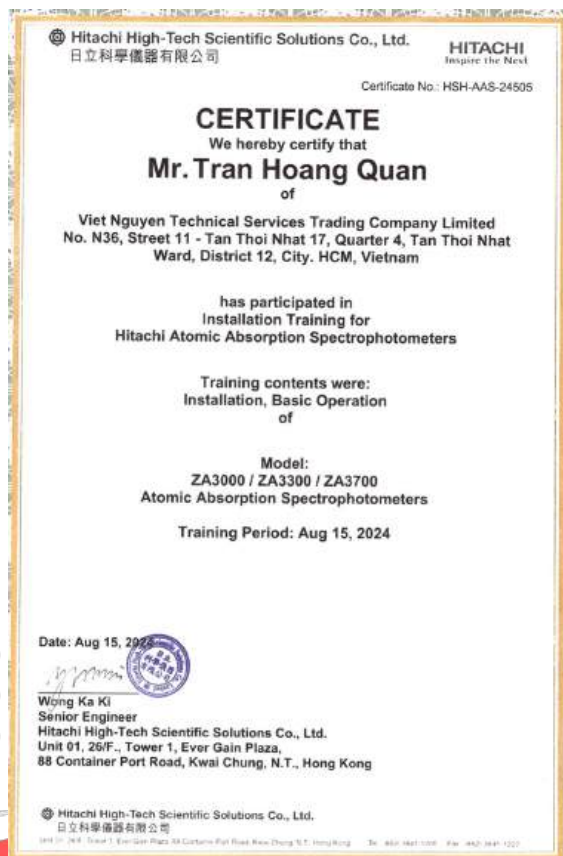 Hitachi High-Tech Scientific Solutions Co., Ltd.
日立科學儀器有限公司
HITACHI
Inspire the Next
Certificate No.: HSH-AAS-24505
CERTIFICATE
We hereby certify that
Mr. Tran Hoang Quan
of
Viet Nguyen Technical Services Trading Company Limited
No. N36, Street 11 - Tan Thoi Nhat 17, Quarter 4, Tan Thoi Nhat
Ward, District 12, City. HCM, Vietnam
has participated in
Installation Training for
Hitachi Atomic Absorption Spectrophotometers
Training contents were:
Installation, Basic Operation
of
Model:
ZA3000 / ZA3300 / ZA3700
Atomic Absorption Spectrophotometers
Training Period: Aug 15, 2024
Date: Aug 15, 2024
Wong Ka Ki
Senior Engineer
Hitachi High-Tech Scientific Solutions Co., Ltd.
Unit 01, 26/F., Tower 1, Ever Gain Plaza,
88 Container Port Road, Kwai Chung, N.T., Hong Kong
Hitachi High-Tech Scientific Solutions Co., Ltd.
日立科學儀器有限公司